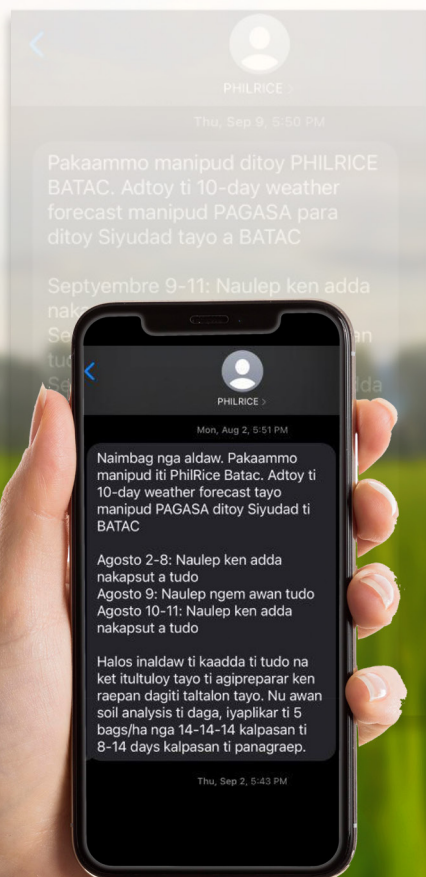 PHILRICE >
Thu, Sep 9, 5:50 PM
Pakaammo manipud ditoy PHILRICE
BATAC. Adtoy ti 10-day weather
forecast manipud PAGASA para
ditoy Siyudad tayo a BATAC
Septyembre 9-11: Naulep ken adda
PHILRICE >
Mon, Aug 2, 5:51 PM
Naimbag nga aldaw. Pakaammo
manipud iti PhilRice Batac. Adtoy ti
10-day weather forecast tayo
manipud PAGASA ditoy Siyudad ti
BATAC
Agosto 2-8: Naulep ken adda
nakapsut a tudo
Agosto 9: Naulep ngem awan tudo
Agosto 10-11: Naulep ken adda
nakapsut a tudo
Halos inaldaw ti kaadda ti tudo na
ket itultuloy tayo ti agipreparar ken
raepan dagiti taltalon tayo. Nu awan
soil analysis ti daga, iyaplikar ti 5
bags/ha nga 14-14-14 kalpasan ti
8-14 days kalpasan ti panagraep.
Thu, Sep 2, 5:43 PM